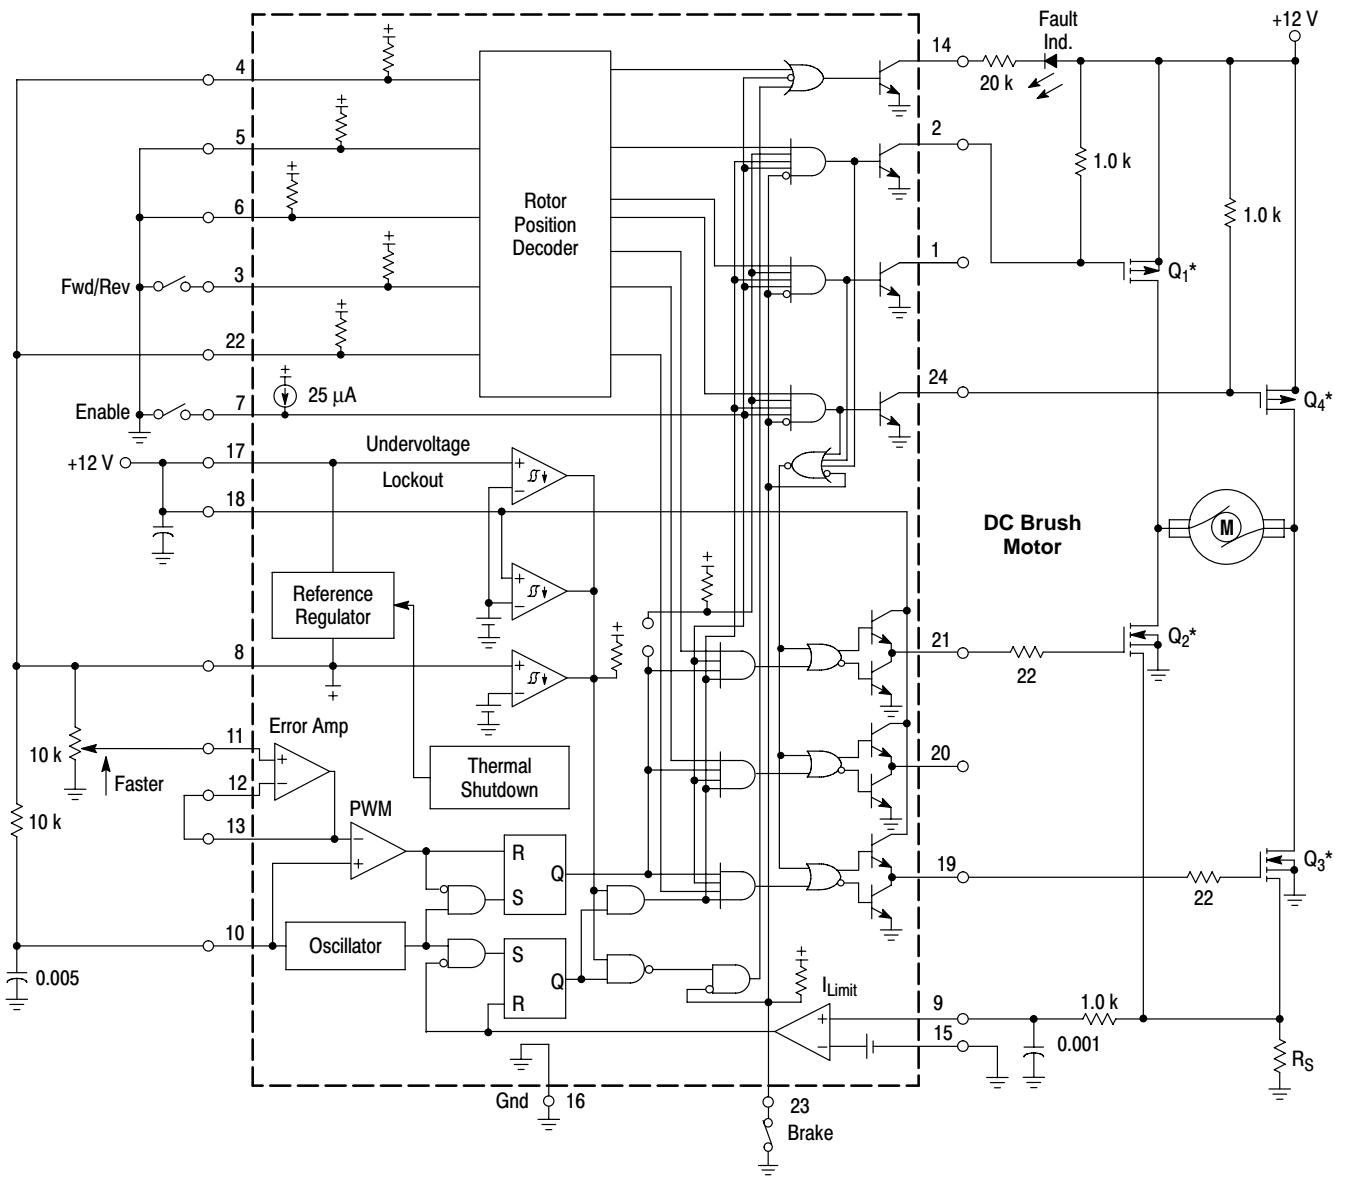 Fault
Ind.
+12 V
4
14
20 k
5
2
1.0 k
6
Rotor
Position
Decoder
1.0 k
Fwd/Rev
3
1
Q1*
22
Enable
7
25 μA
24
Q4*
+12 V
17
Undervoltage
Lockout
18
DC Brush
Motor
M
Reference
Regulator
8
21
22
Q2*
Error Amp
10 k
11
Faster
12
Thermal
Shutdown
20
10 k
13
PWM
R
S
Q
19
22
Q3*
10
Oscillator
0.005
S
R
Q
ILimit
9
1.0 k
15
0.001
RS
Gnd
16
23
Brake